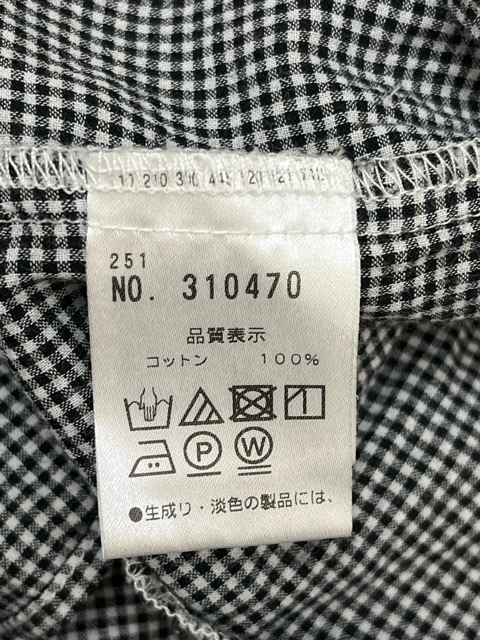 251
NO. 310470
品質表示
コットン 100%
P W
●生成り・淡色の製品には、